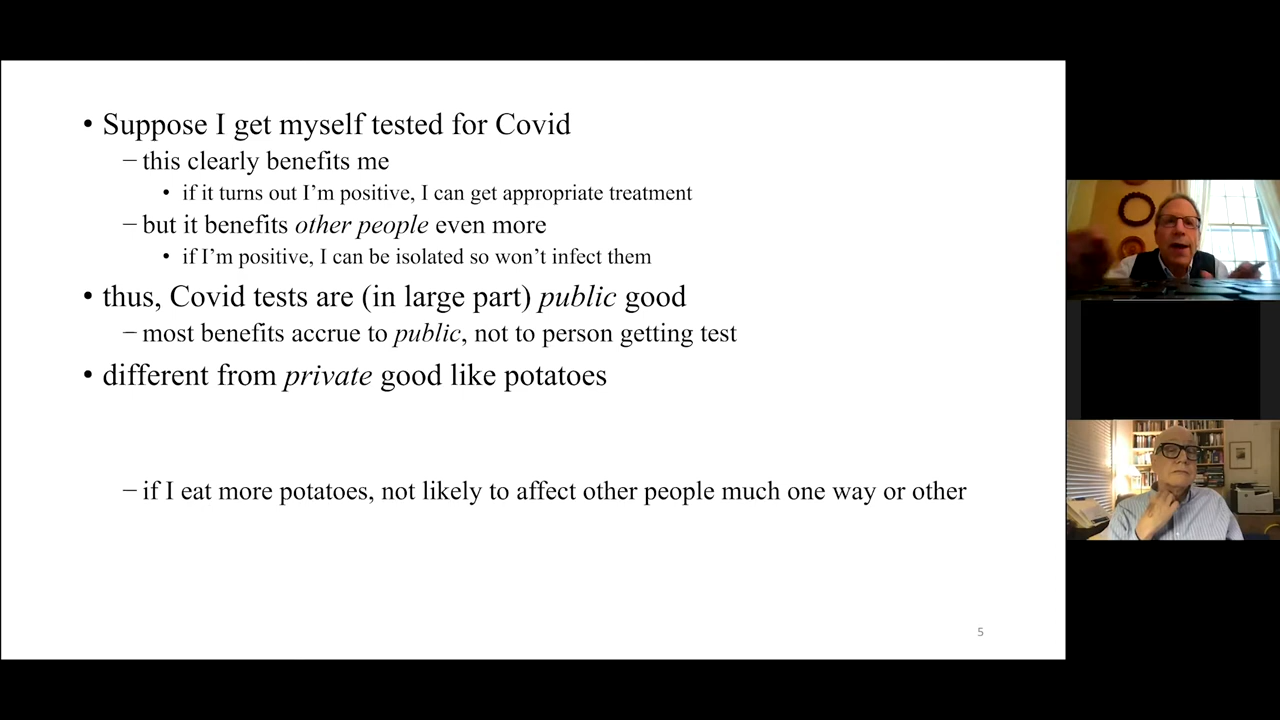 • Suppose I get myself tested for Covid
– this clearly benefits me
• if it turns out I'm positive, I can get appropriate treatment
– but it benefits other people even more
• if I'm positive, I can be isolated so won't infect them
• thus, Covid tests are (in large part) public good
– most benefits accrue to public, not to person getting test
• different from private good like potatoes
– if I eat more potatoes, not likely to affect other people much one way or other
5